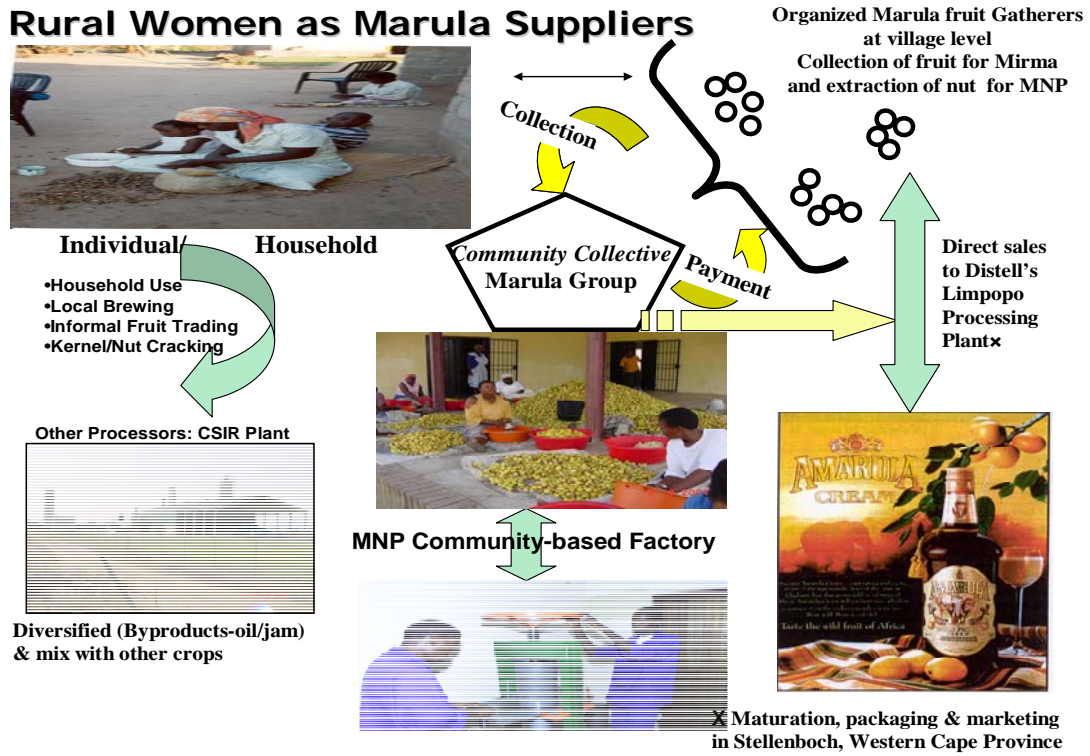 Rural Women as Marula Suppliers
Organized Marula fruit Gatherers
at village level
Collection of fruit for Mirma
and extraction of nut for MNP
Collection
Individual/ Household
•Household Use
•Local Brewing
•Informal Fruit Trading
•Kernel/Nut Cracking
Community Collective
Marula Group
Payment
Direct sales
to Distell’s
Limpopo
Processing
Plant×
Other Processors: CSIR Plant
Diversified (Byproducts-oil/jam)
& mix with other crops
MNP Community-based Factory
AMARULA
CREAM
AMARULA
Taste the wild fruit of Africa
X Maturation, packaging & marketing
in Stellenboch, Western Cape Province